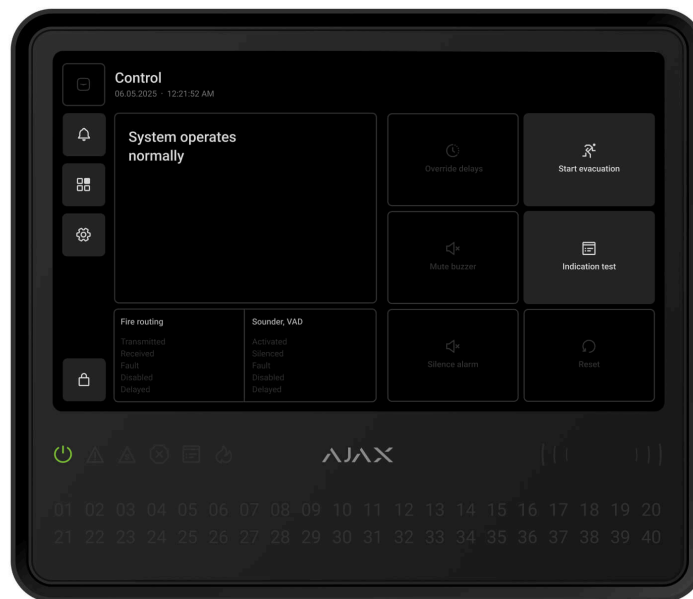 Control
06.05.2025 · 12:21:52 AM
System operates
normally
Override delays
Start evacuation
Mute buzzer
Indication test
Silence alarm
Reset
Fire routing
Transmitted
Received
Fault
Disabled
Delayed
Sounder, VAD
Activated
Silenced
Fault
Disabled
Delayed
AJAX
01 02 03 04 05 06 07 08 09 10 11 12 13 14 15 16 17 18 19 20
21 22 23 24 25 26 27 28 29 30 31 32 33 34 35 36 37 38 39 40